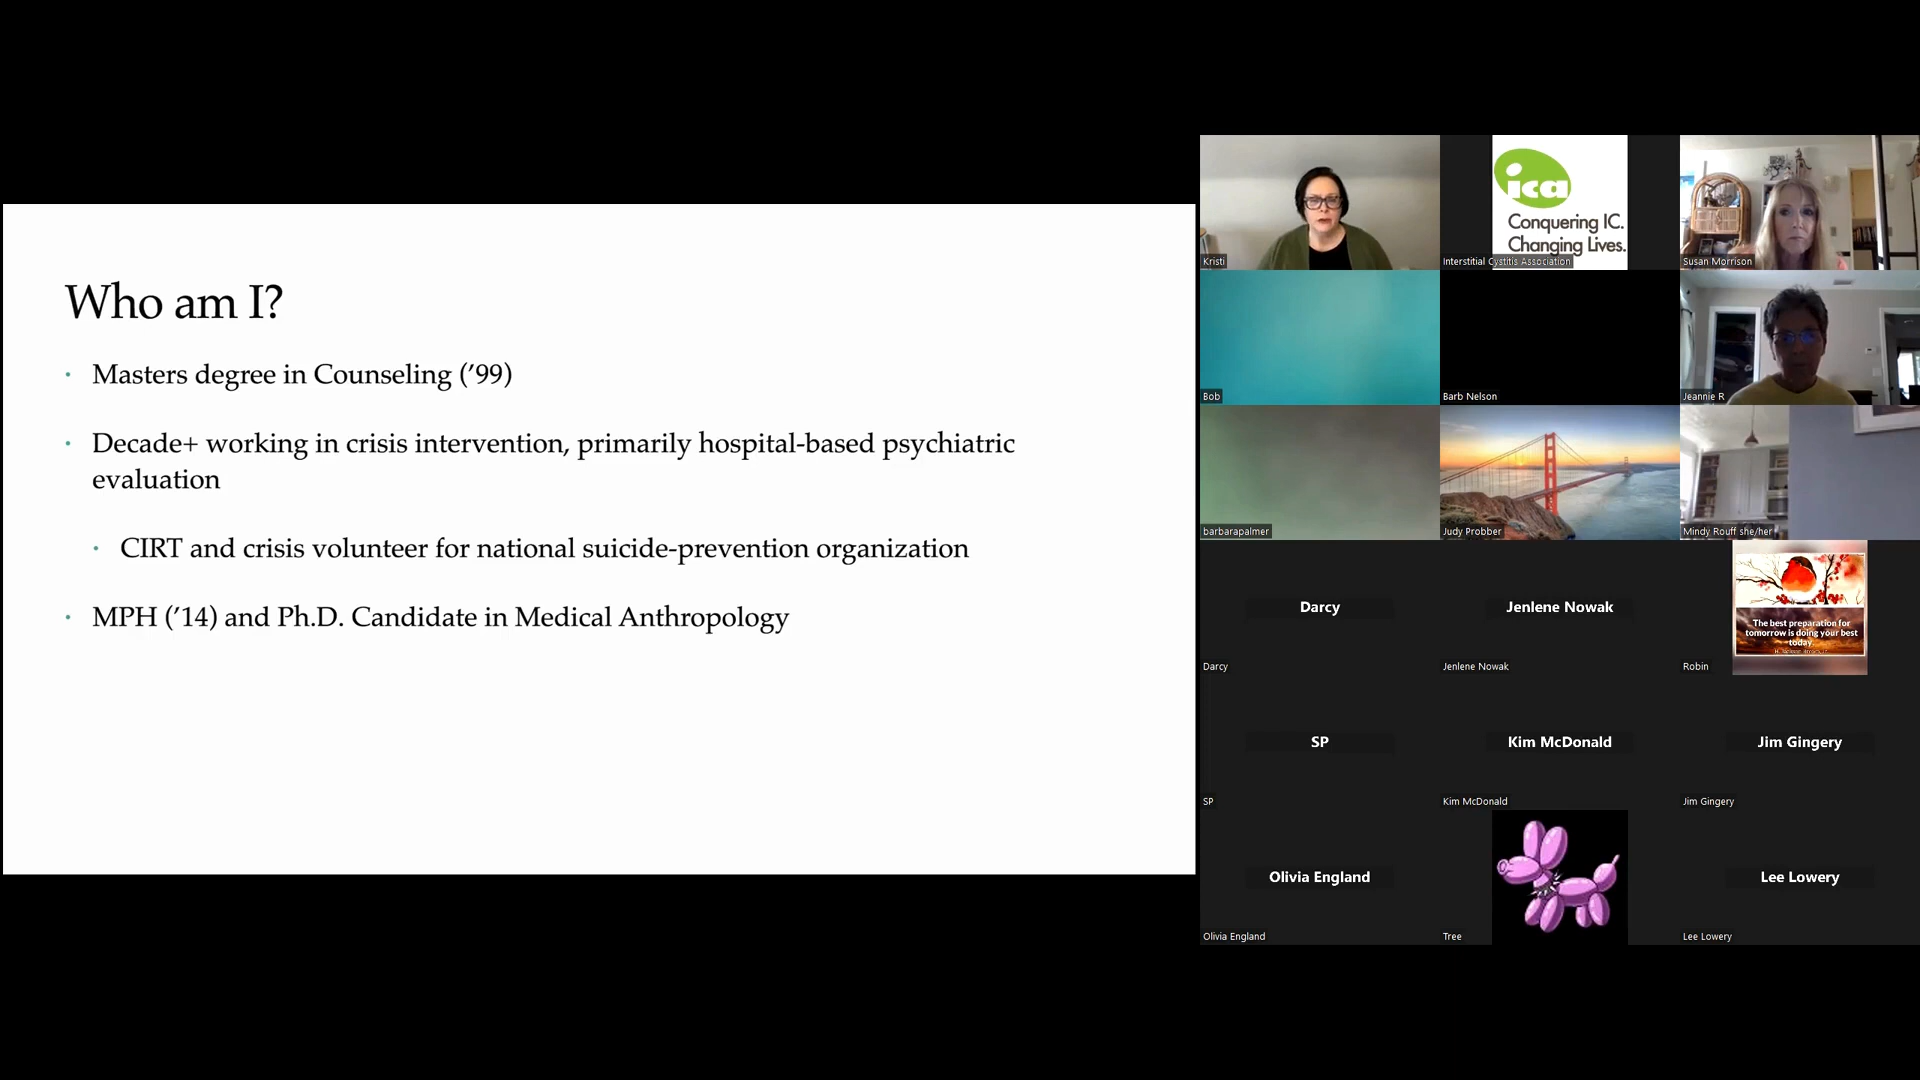 Who am I?
• Masters degree in Counseling (’99)
• Decade+ working in crisis intervention, primarily hospital-based psychiatric
evaluation
• CIRT and crisis volunteer for national suicide-prevention organization
• MPH (’14) and Ph.D. Candidate in Medical Anthropology
Kristi
ica
Conquering IC.
Changing Lives.
Interstitial Cystitis Association
Susan Morrison
Bob
Barb Nelson
Jeannie R
barbarapalmer
Judy Probber
Mindy Rouff she/her
Darcy
Darcy
Jenlene Nowak
Jenlene Nowak
The best preparation for
tomorrow is doing your best
today.
Robin
SP
SP
Kim McDonald
Kim McDonald
Jim Gingery
Jim Gingery
Olivia England
Olivia England
Tree
Lee Lowery
Lee Lowery